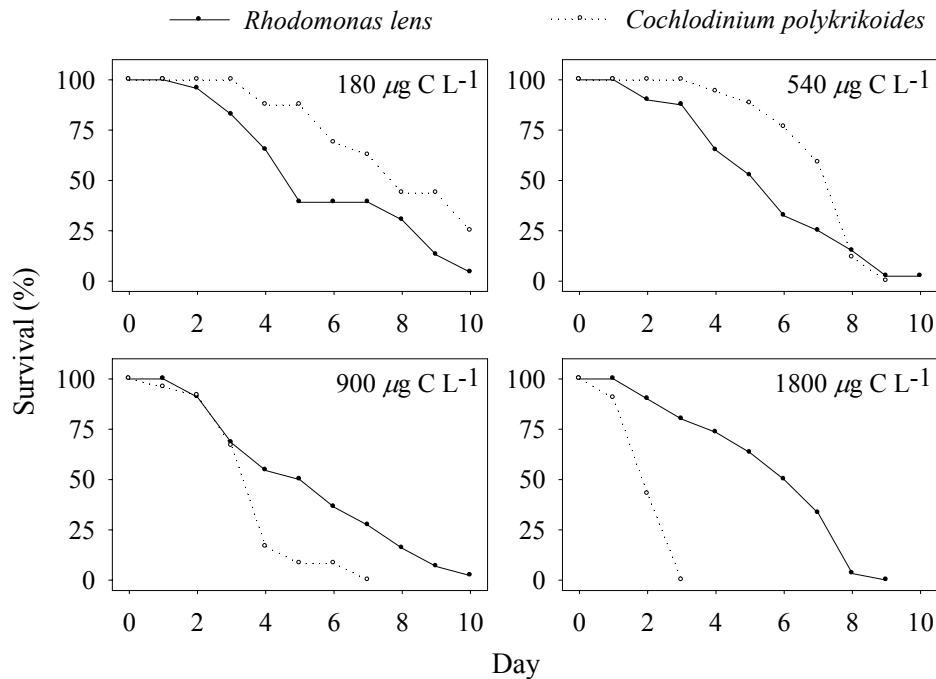 Rhodomonas lens Cochlodinium polykrikoides
180 μg C L-1 540 μg C L-1
100 100
75 75
50 50
25 25
0 0
0 2 4 6 8 10 0 2 4 6 8 10
Survival (%)
900 μg C L-1 1800 μg C L-1
100 100
75 75
50 50
25 25
0 0
0 2 4 6 8 10 0 2 4 6 8 10
Day